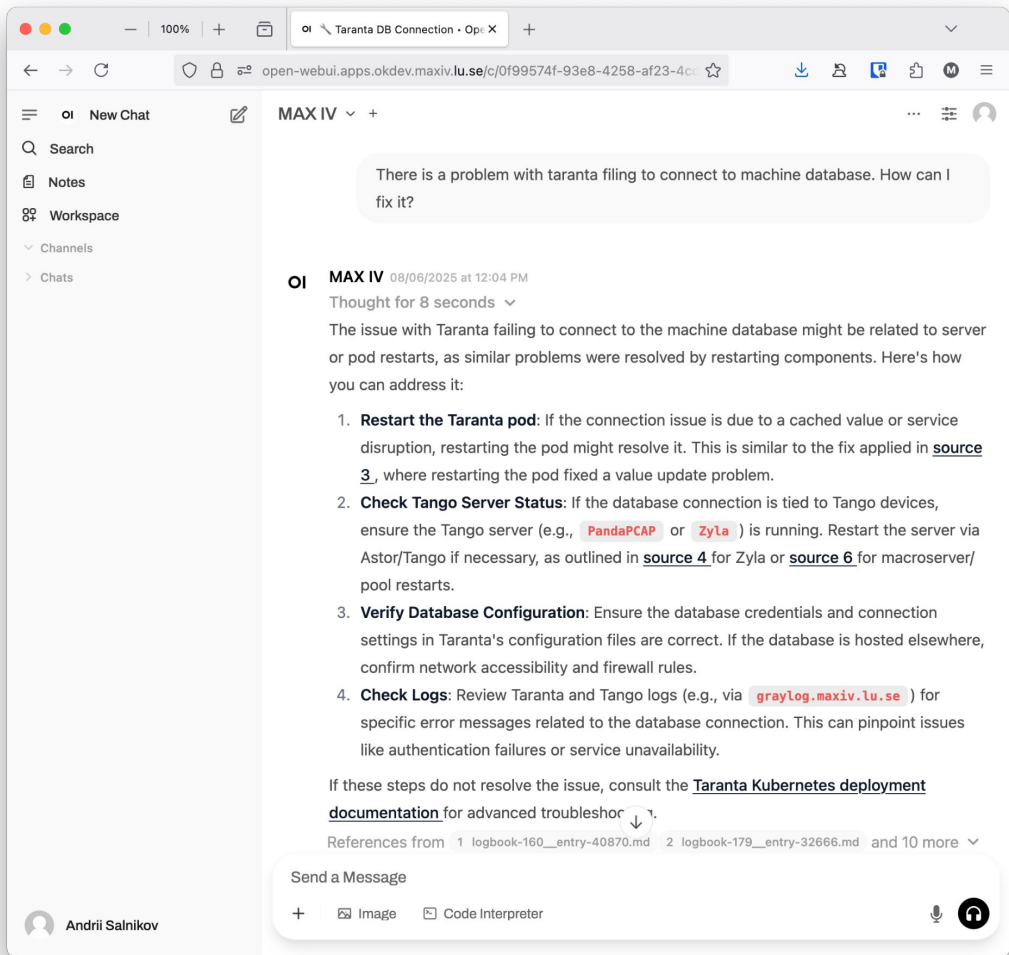 100%
OI Taranta DB Connection • Ope
open-webui.apps.okdev.maxiv.lu.se/c/0f99574f-93e8-4258-af23-4cc
M
OI New Chat
MAX IV
Search
Notes
Workspace
Channels
Chats
There is a problem with taranta filing to connect to machine database. How can I
fix it?
OI MAX IV 08/06/2025 at 12:04 PM
Thought for 8 seconds
The issue with Taranta failing to connect to the machine database might be related to server
or pod restarts, as similar problems were resolved by restarting components. Here's how
you can address it:
1. Restart the Taranta pod: If the connection issue is due to a cached value or service
disruption, restarting the pod might resolve it. This is similar to the fix applied in source
3 , where restarting the pod fixed a value update problem.
2. Check Tango Server Status: If the database connection is tied to Tango devices,
ensure the Tango server (e.g., PandaPCAP or Zyla ) is running. Restart the server via
Astor/Tango if necessary, as outlined in source 4 for Zyla or source 6 for macroserver/
pool restarts.
3. Verify Database Configuration: Ensure the database credentials and connection
settings in Taranta's configuration files are correct. If the database is hosted elsewhere,
confirm network accessibility and firewall rules.
4. Check Logs: Review Taranta and Tango logs (e.g., via graylog.maxiv.lu.se ) for
specific error messages related to the database connection. This can pinpoint issues
like authentication failures or service unavailability.
If these steps do not resolve the issue, consult the Taranta Kubernetes deployment
documentation for advanced
References from 1 logbook-160__entry-40870.md 2 logbook-179__entry-32666.md and 10 more
Send a Message
Image Code Interpreter
Andrii Salnikov